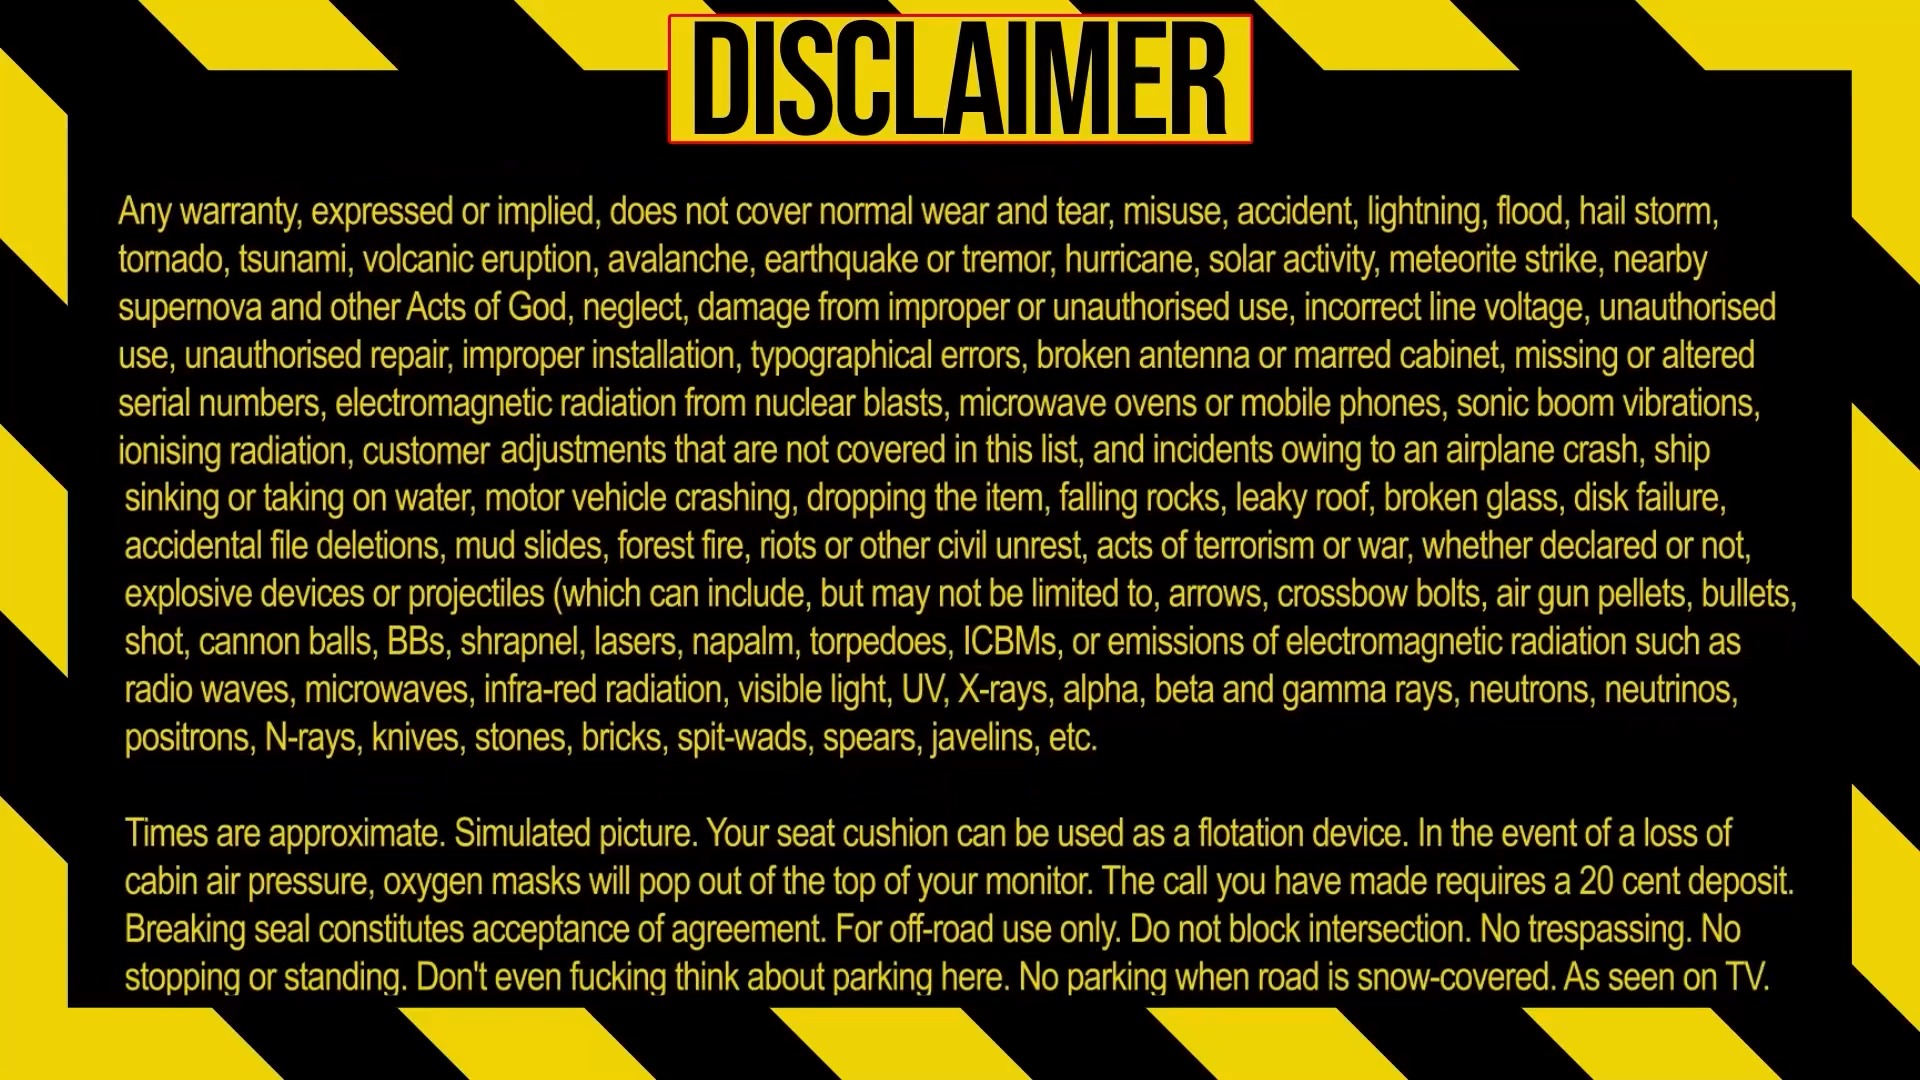 DISCLAIMER
Any warranty, expressed or implied, does not cover normal wear and tear, misuse, accident, lightning, flood, hail storm,
tornado, tsunami, volcanic eruption, avalanche, earthquake or tremor, hurricane, solar activity, meteorite strike, nearby
supernova and other Acts of God, neglect, damage from improper or unauthorised use, incorrect line voltage, unauthorised
use, unauthorised repair, improper installation, typographical errors, broken antenna or marred cabinet, missing or altered
serial numbers, electromagnetic radiation from nuclear blasts, microwave ovens or mobile phones, sonic boom vibrations,
ionising radiation, customer adjustments that are not covered in this list, and incidents owing to an airplane crash, ship
sinking or taking on water, motor vehicle crashing, dropping the item, falling rocks, leaky roof, broken glass, disk failure,
accidental file deletions, mud slides, forest fire, riots or other civil unrest, acts of terrorism or war, whether declared or not,
explosive devices or projectiles (which can include, but may not be limited to, arrows, crossbow bolts, air gun pellets, bullets,
shot, cannon balls, BBs, shrapnel, lasers, napalm, torpedoes, ICBMs, or emissions of electromagnetic radiation such as
radio waves, microwaves, infra-red radiation, visible light, UV, X-rays, alpha, beta and gamma rays, neutrons, neutrinos,
positrons, N-rays, knives, stones, bricks, spit-wads, spears, javelins, etc.
Times are approximate. Simulated picture. Your seat cushion can be used as a flotation device. In the event of a loss of
cabin air pressure, oxygen masks will pop out of the top of your monitor. The call you have made requires a 20 cent deposit.
Breaking seal constitutes acceptance of agreement. For off-road use only. Do not block intersection. No trespassing. No
stopping or standing. Don't even fucking think about parking here. No parking when road is snow-covered. As seen on TV.